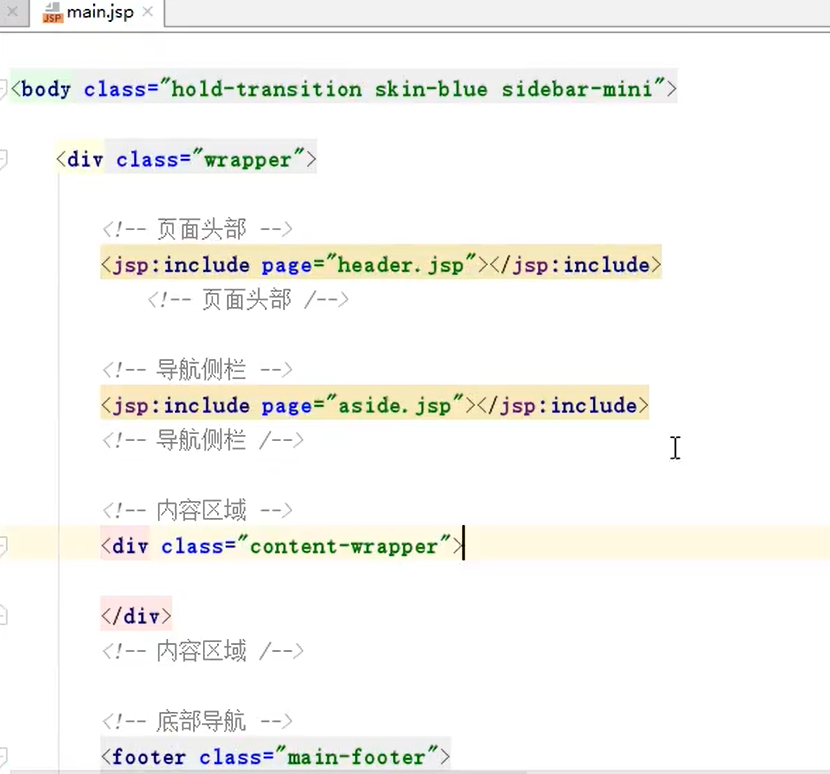 JSP main.jsp
<body class="hold-transition skin-blue sidebar-mini">
<div class="wrapper">
<!-- 页面头部 -->
<jsp:include page="header.jsp"></jsp:include>
<!-- 页面头部 /-->
<!-- 导航侧栏 -->
<jsp:include page="aside.jsp"></jsp:include>
<!-- 导航侧栏 /-->
<!-- 内容区域 -->
<div class="content-wrapper">
</div>
<!-- 内容区域 /-->
<!-- 底部导航 -->
<footer class="main-footer">